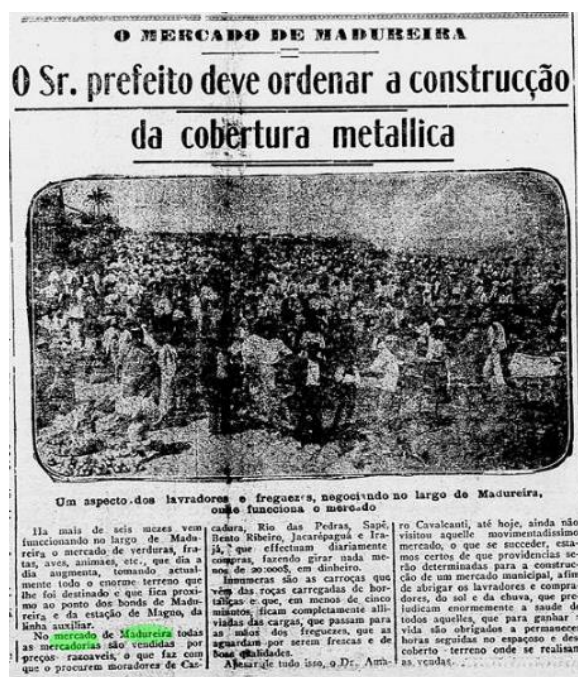 O MERCADO DE MADUREIRA
O Sr. prefeito deve ordenar a construcção
da cobertura metallica
Um aspecto dos lavradores e freguezes, negociando no largo de Madureira,
onde funcciona o mercado
Ha mais de seis mezes vem
funccionando no largo de Madu-
reira o mercado de verduras, fru-
tas, aves, animaes, etc., que dia a
dia augmenta, tomando actual-
mente todo o enorme terreno que
lhe foi destinado e que fica proxi-
mo ao ponto dos bonds de Madu-
reira e da estação de Magno, da
linha auxiliar.
No mercado de Madureira todas
as mercadorias são vendidas por
preços razoaveis, o que faz com
que o procurem moradores de Cas-
cadura, Rio das Pedras, Sapê,
Bento Ribeiro, Jacarépaguá e Ira-
já, que effectuam diariamente
compras, fazendo girar nada me-
nos de 20:000$, em dinheiro.
Innumeras são as carroças que
vêm das roças carregadas de hor-
taliças e que, em menos de cinco
minutos, ficam completamente alli-
viadas das cargas, que passam para
as mãos dos freguezes, que as
aguardam por serem frescas e de
boas qualidades.
Apesar de tudo isso, o Dr. Ama-
ro Cavalcanti, até hoje, ainda não
visitou aquelle movimentadissimo
mercado, o que se succeder, esta-
mos certos de que providencias se-
rão determinadas para a construc-
ção de um mercado municipal, afim
de abrigar os lavradores e compra-
dores, do sol e da chuva, que pre-
judicam enormemente a saude de
todos aquelles, que para ganhar a
vida são obrigados a permanecer
horas seguidas no espaçoso e des-
coberto terreno onde se realisam
as vendas.